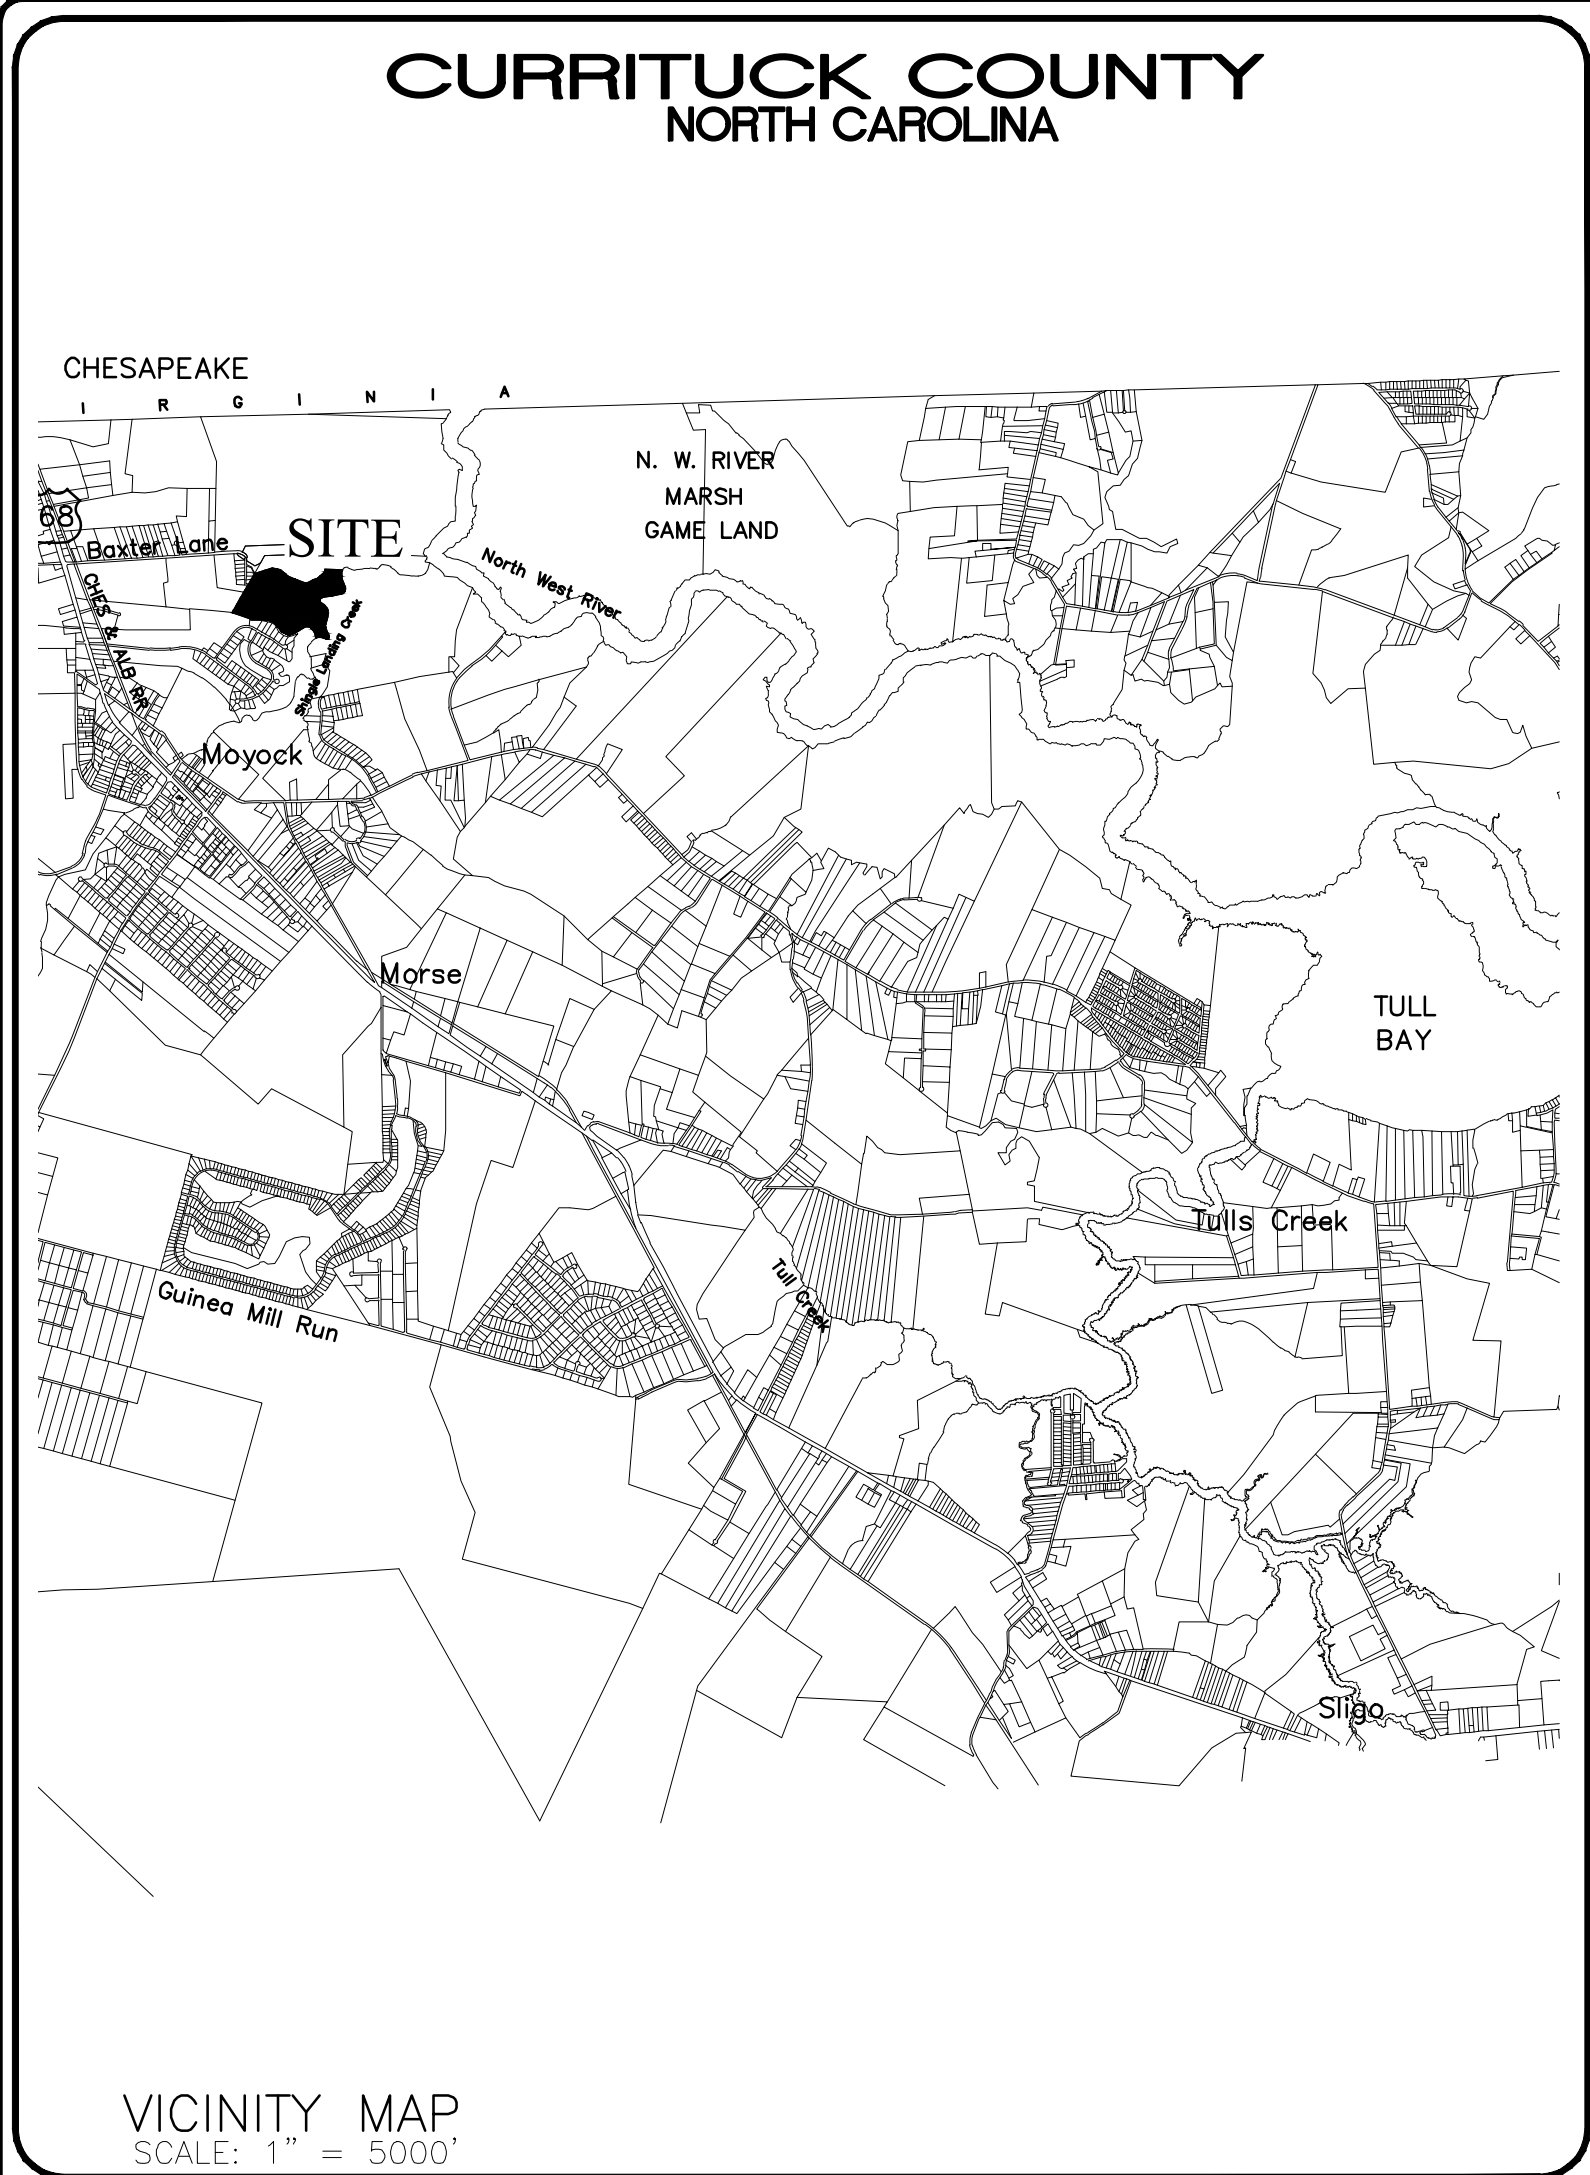 CURRITUCK COUNTY
NORTH CAROLINA
CHESAPEAKE
I R G I N I A
N. W. RIVER
MARSH
GAME LAND
68
SITE
Baxter Lane
North West River
CHES & ALB RR
Shingle Landing Creek
Moyock
Morse
TULL
BAY
Tulls Creek
Tull Creek
Guinea Mill Run
Sligo
VICINITY MAP
SCALE: 1" = 5000'